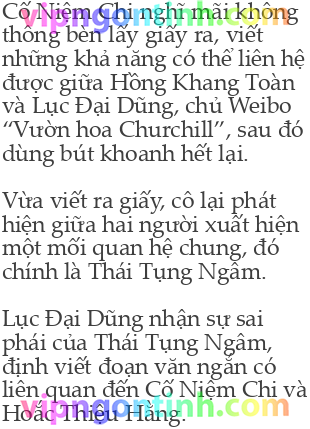 Cố Niệm Chi nghĩ mãi không
thông bèn lấy giấy ra, viết
những khả năng có thể liên hệ
được giữa Hồng Khang Toàn
và Lục Đại Dũng, chủ Weibo
“Vườn hoa Churchill”, sau đó
dùng bút khoanh hết lại.
Vừa viết ra giấy, cô lại phát
hiện giữa hai người xuất hiện
một mối quan hệ chung, đó
chính là Thái Tụng Ngâm.
Lục Đại Dũng nhận sự sai
phái của Thái Tụng Ngâm,
định viết đoạn văn ngắn có
liên quan đến Cố Niệm Chi và
Hoắc Thiệu Hằng.
vipngontinh.com
vipngontinh.com